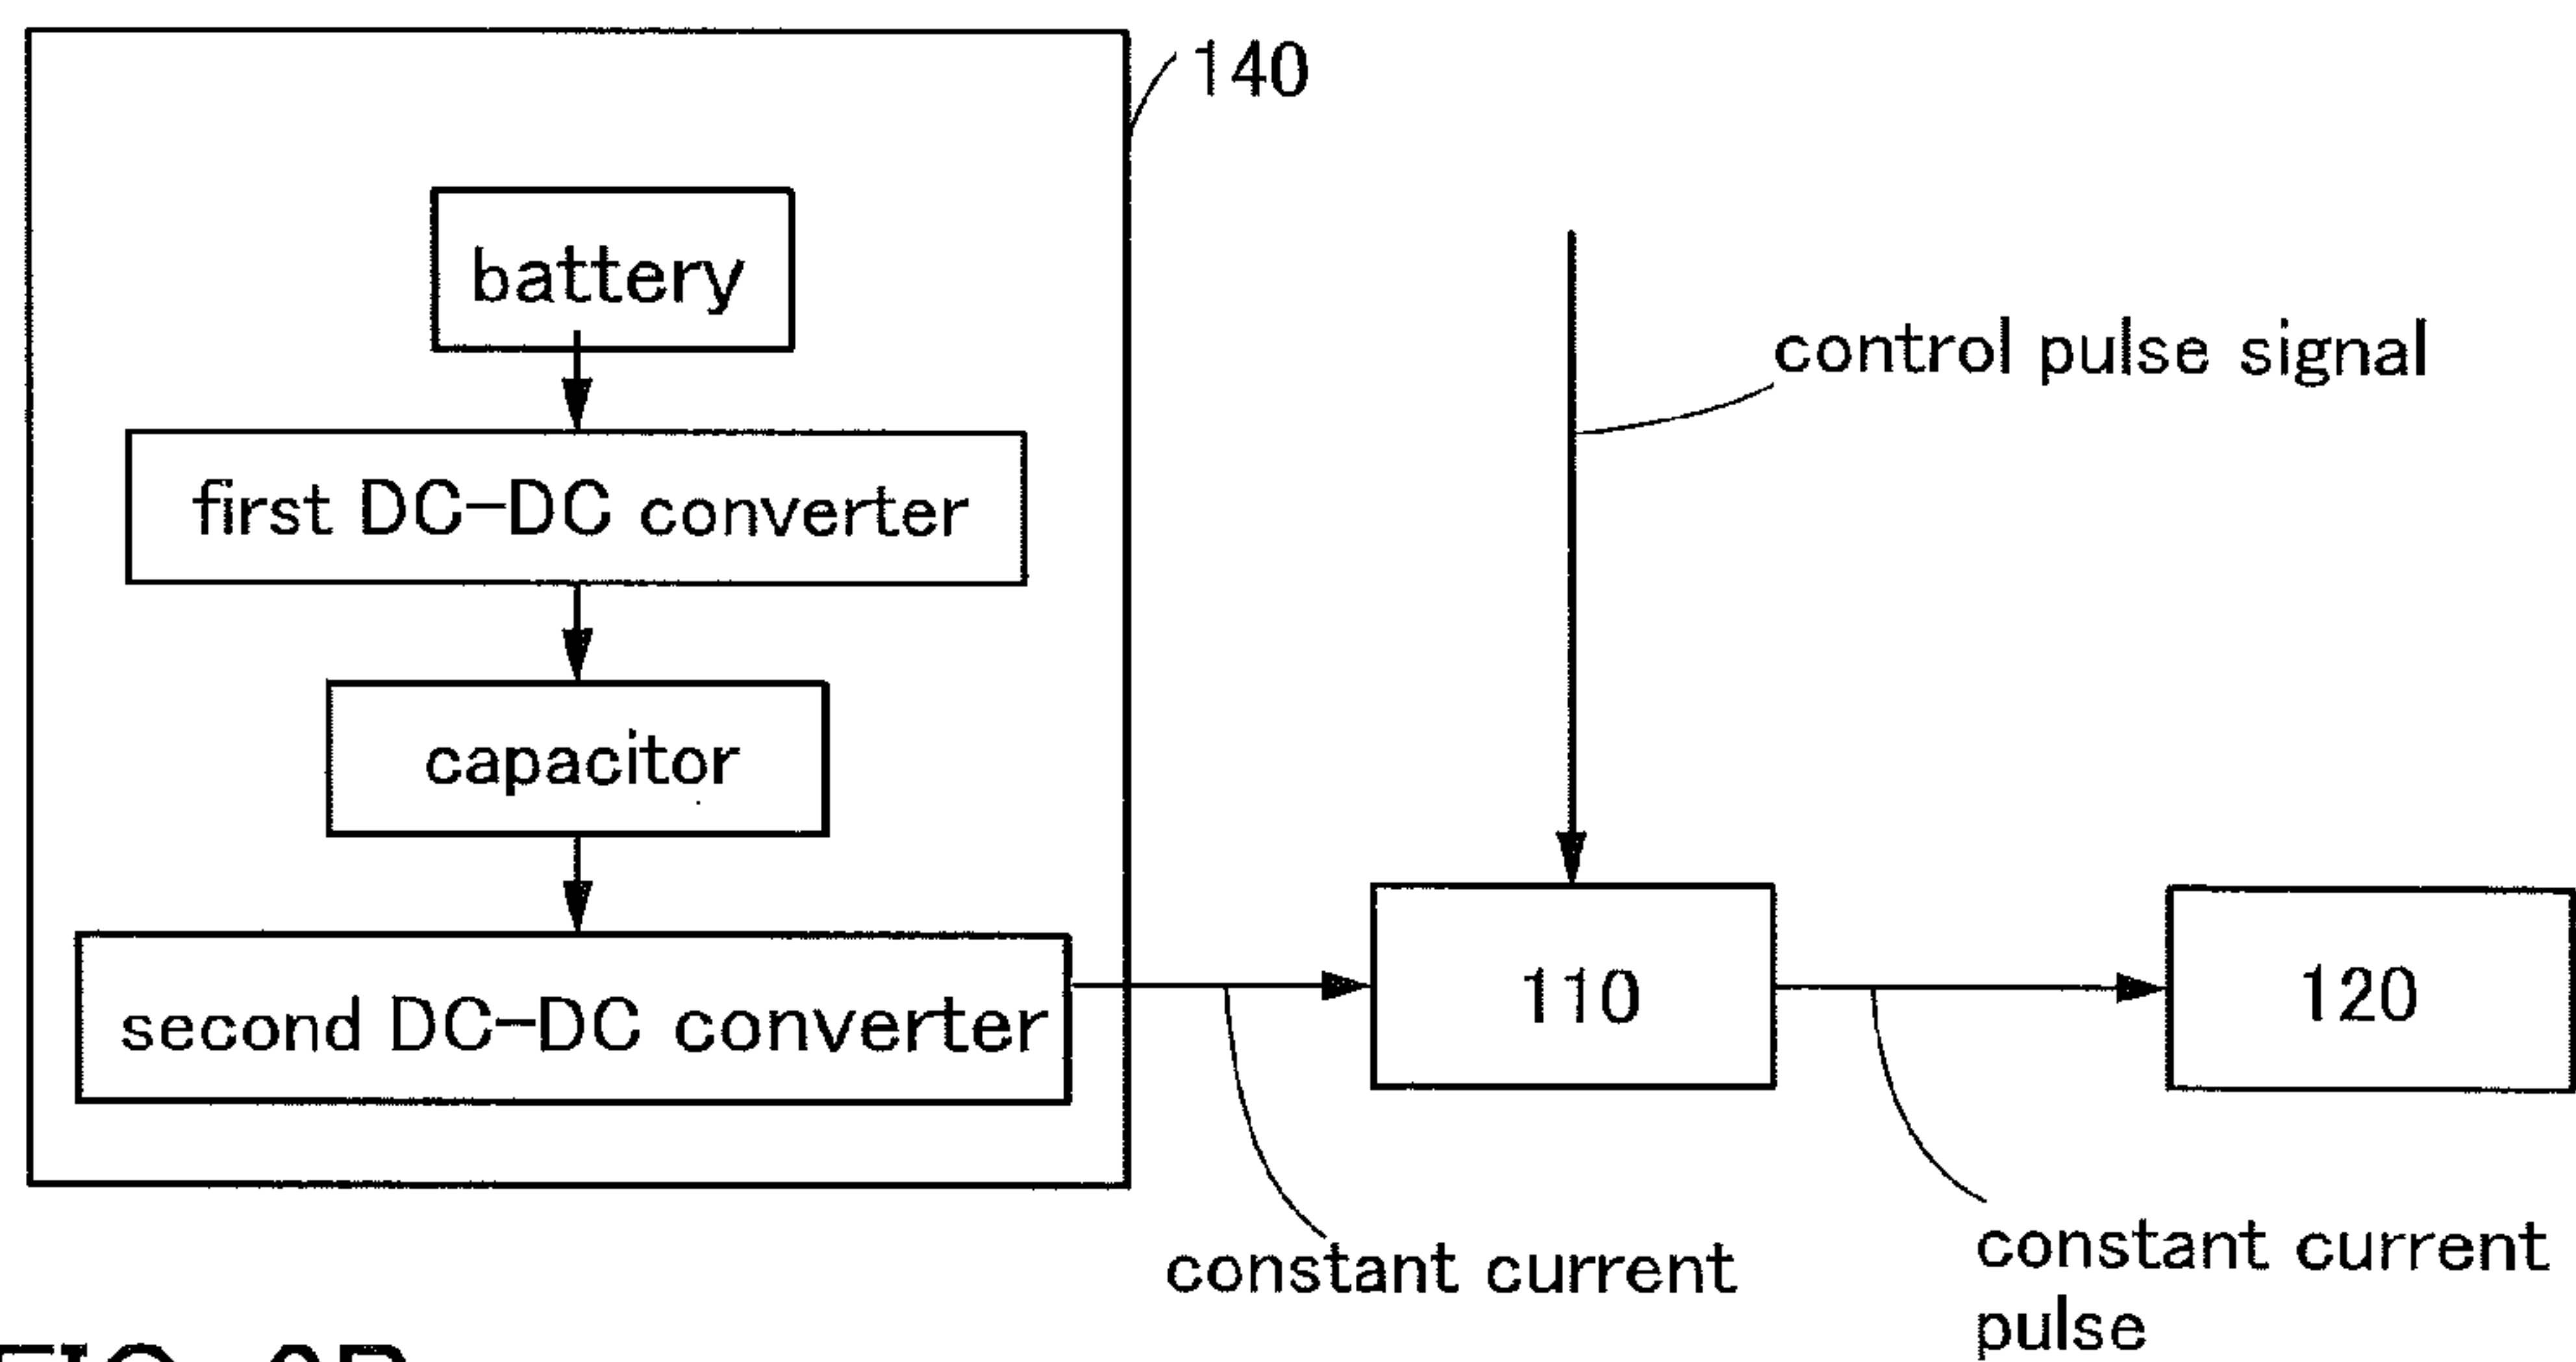 140
battery
control pulse signal
first DC-DC converter
capacitor
second DC-DC converter
110
120
constant current
constant current
pulse